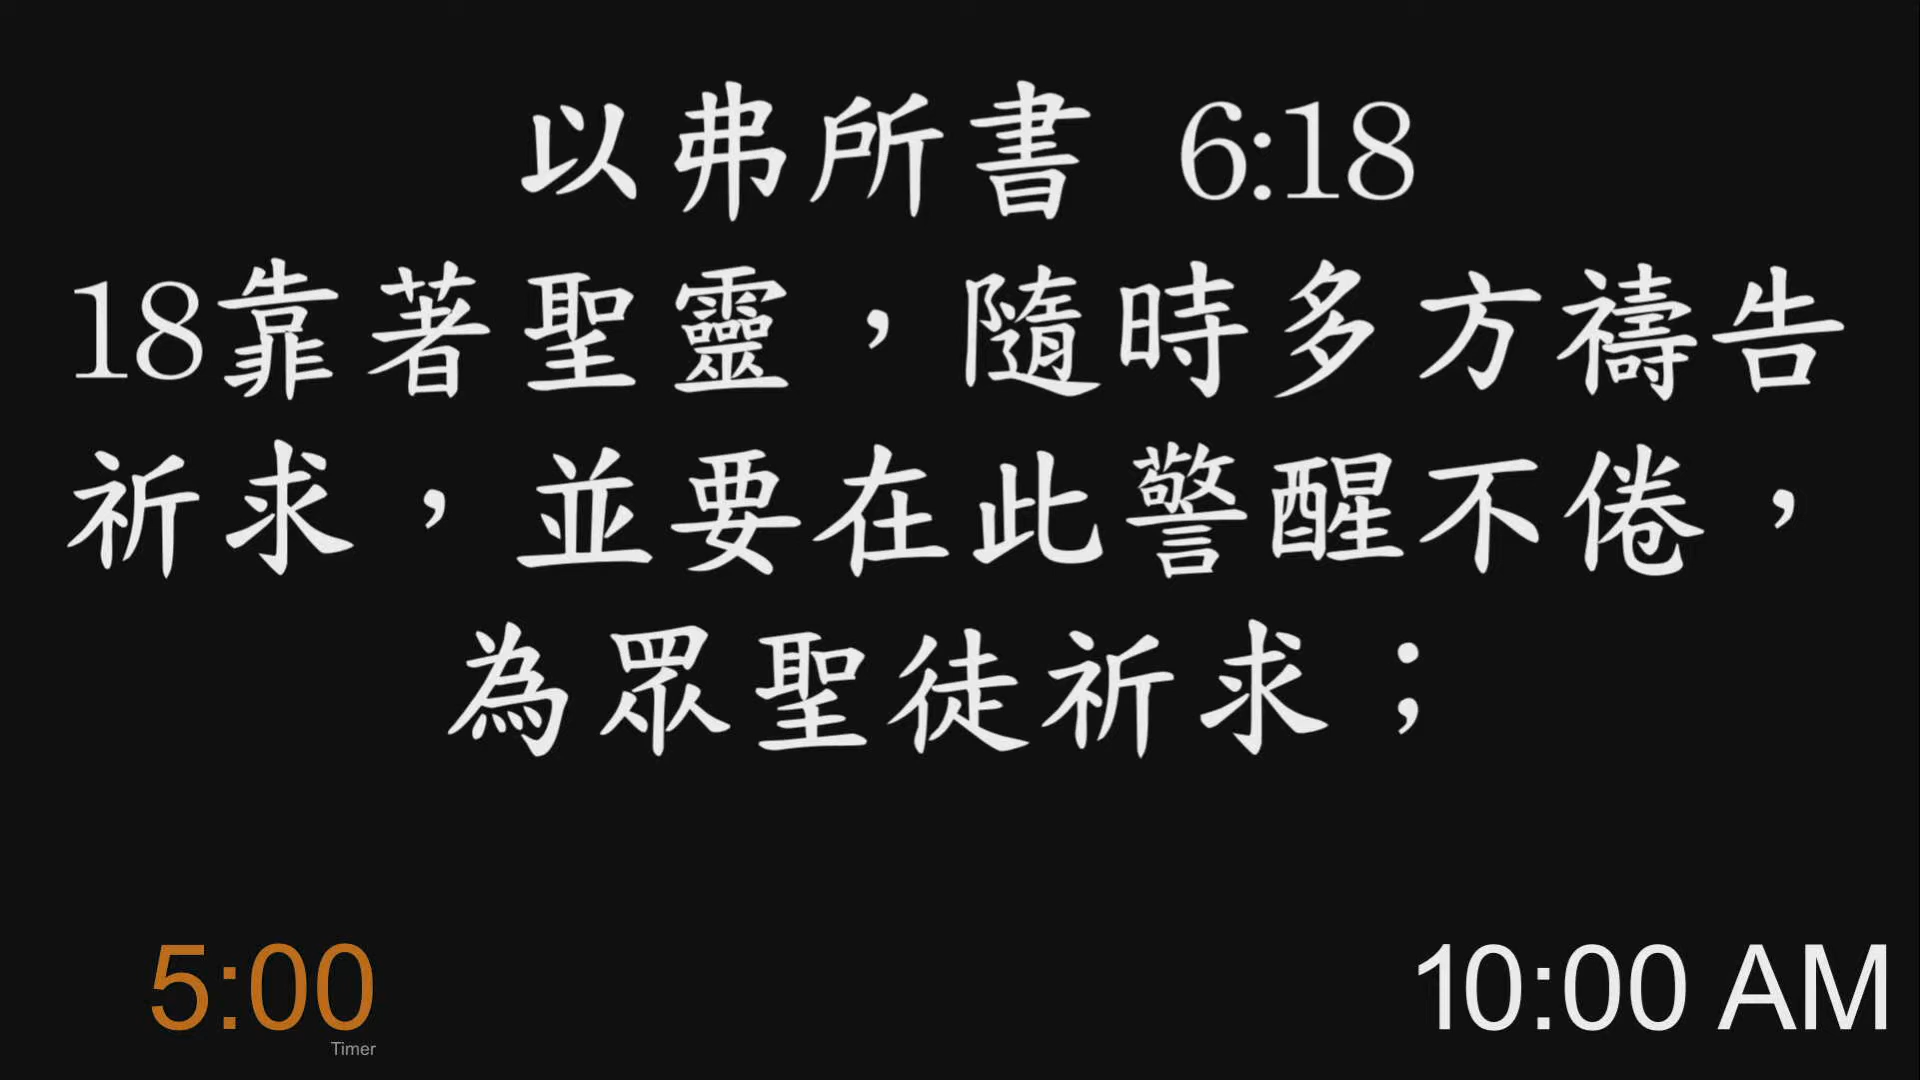 以弗所書 6:18
18靠著聖靈，隨時多方禱告
祈求，並要在此警醒不倦，
為眾聖徒祈求；
5:00
Timer
10:00 AM